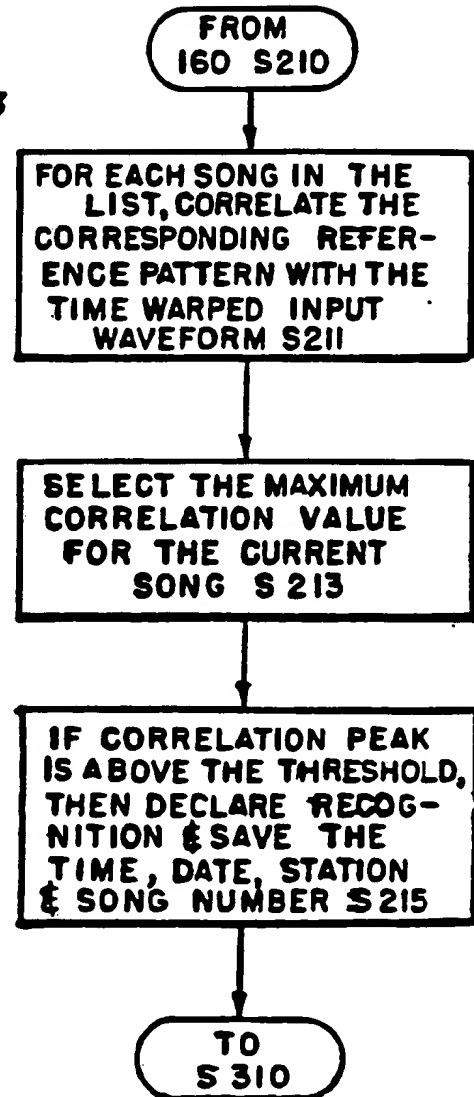 FROM
160 S210
FOR EACH SONG IN THE
LIST, CORRELATE THE
CORRESPONDING REFER-
ENCE PATTERN WITH THE
TIME WARPED INPUT
WAVEFORM S211
SELECT THE MAXIMUM
CORRELATION VALUE
FOR THE CURRENT
SONG S213
IF CORRELATION PEAK
IS ABOVE THE THRESHOLD,
THEN DECLARE RECOG-
NITION & SAVE THE
TIME, DATE, STATION
& SONG NUMBER S215
TO
S310